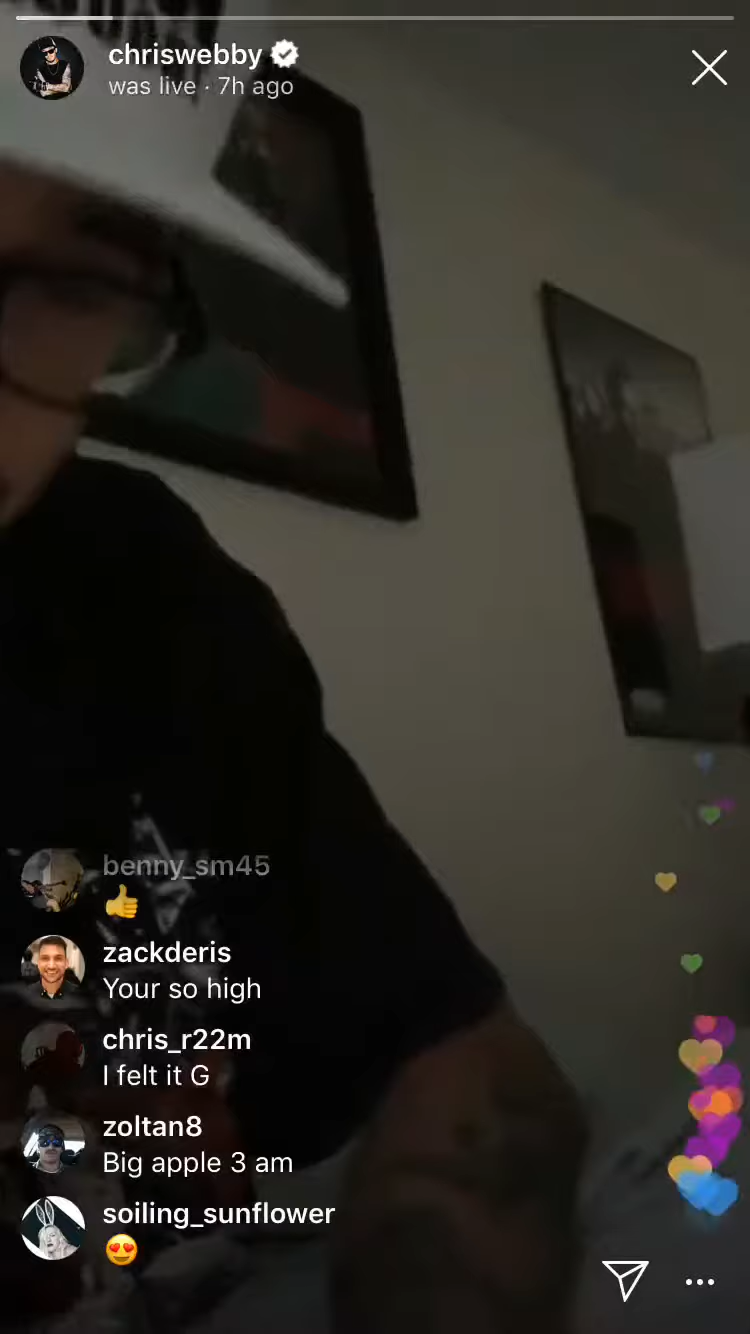 chriswebby
was live · 7h ago
benny_sm45
👍
zackderis
Your so high
chris_r22m
I felt it G
zoltan8
Big apple 3 am
soiling_sunflower
😍